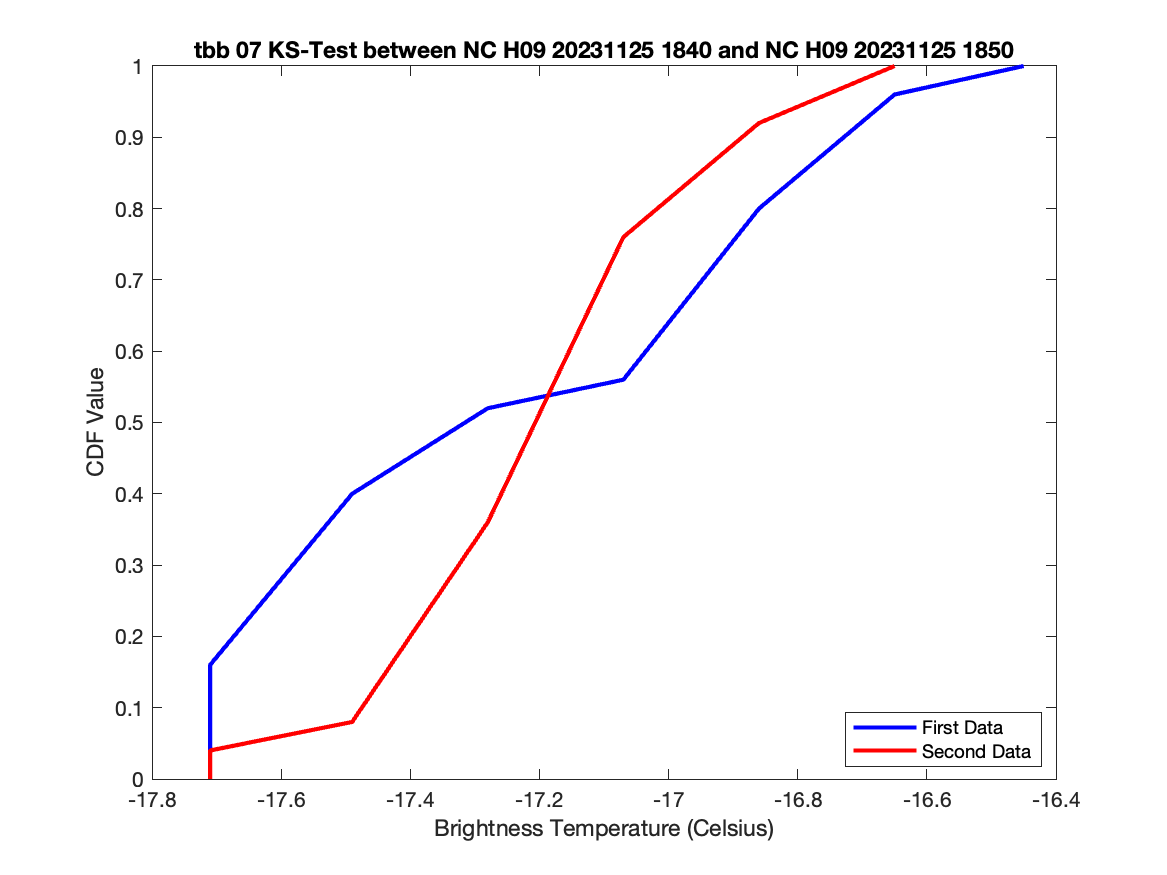 tbb 07 KS-Test between NC H09 20231125 1840 and NC H09 20231125 1850
1
0.9
0.8
0.7
0.6
0.5
0.4
0.3
0.2
0.1
0
CDF Value
First Data
Second Data
-17.8 -17.6 -17.4 -17.2 -17 -16.8 -16.6 -16.4
Brightness Temperature (Celsius)